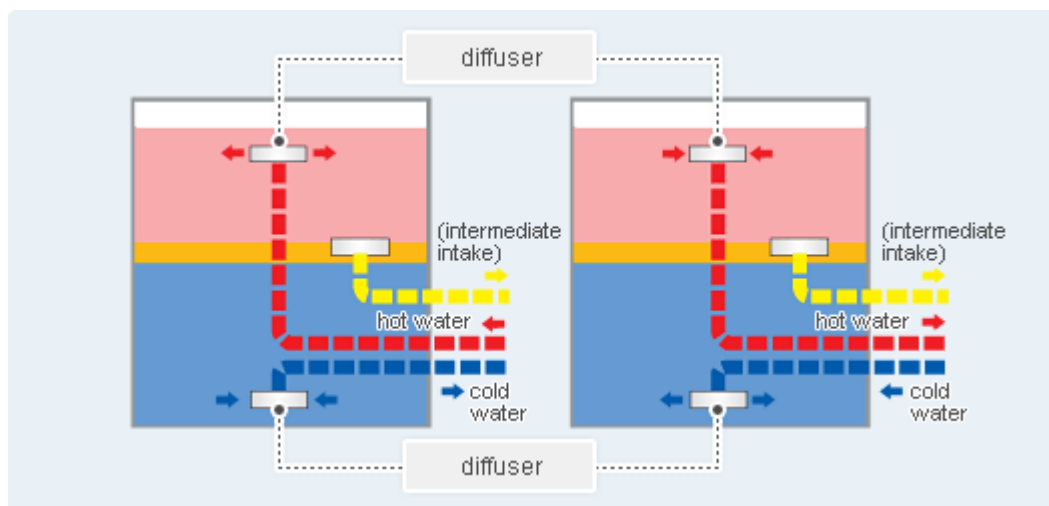 diffuser
(intermediate
intake)
hot water
cold
water
(intermediate
intake)
hot water
cold
water
diffuser